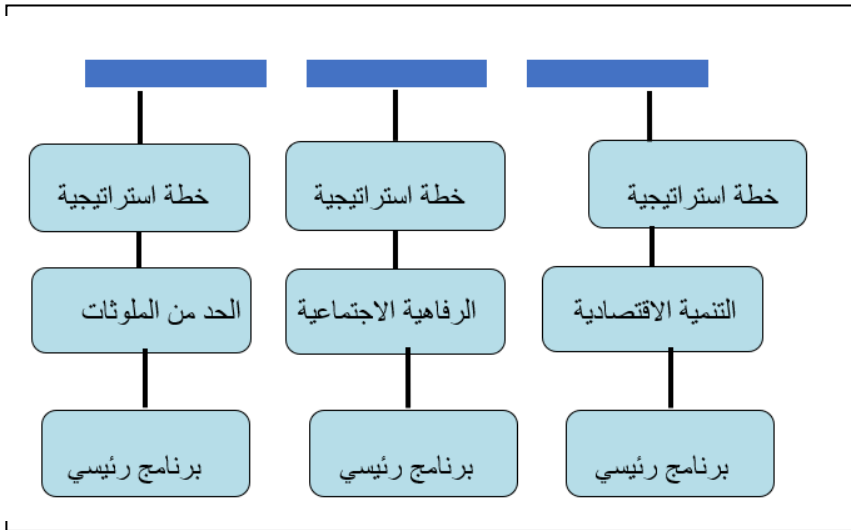 خطة استراتيجية
خطة استراتيجية
خطة استراتيجية
التنمية الاقتصادية
الرفاهية الاجتماعية
الحد من الملوثات
برنامج رئيسي
برنامج رئيسي
برنامج رئيسي